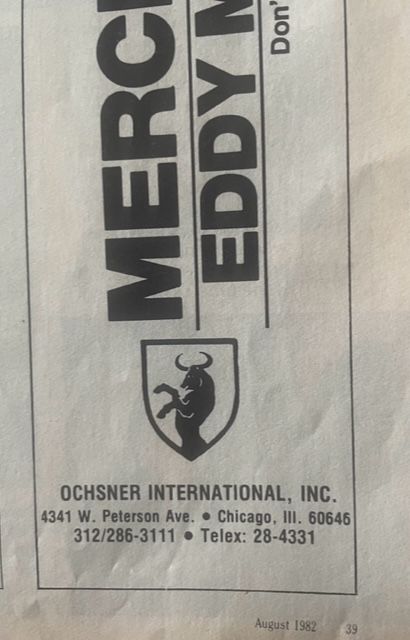 MERCI
EDDY M
Don'
OCHSNER INTERNATIONAL, INC.
4341 W. Peterson Ave. • Chicago, Ill. 60646
312/286-3111 • Telex: 28-4331
August 1982 39